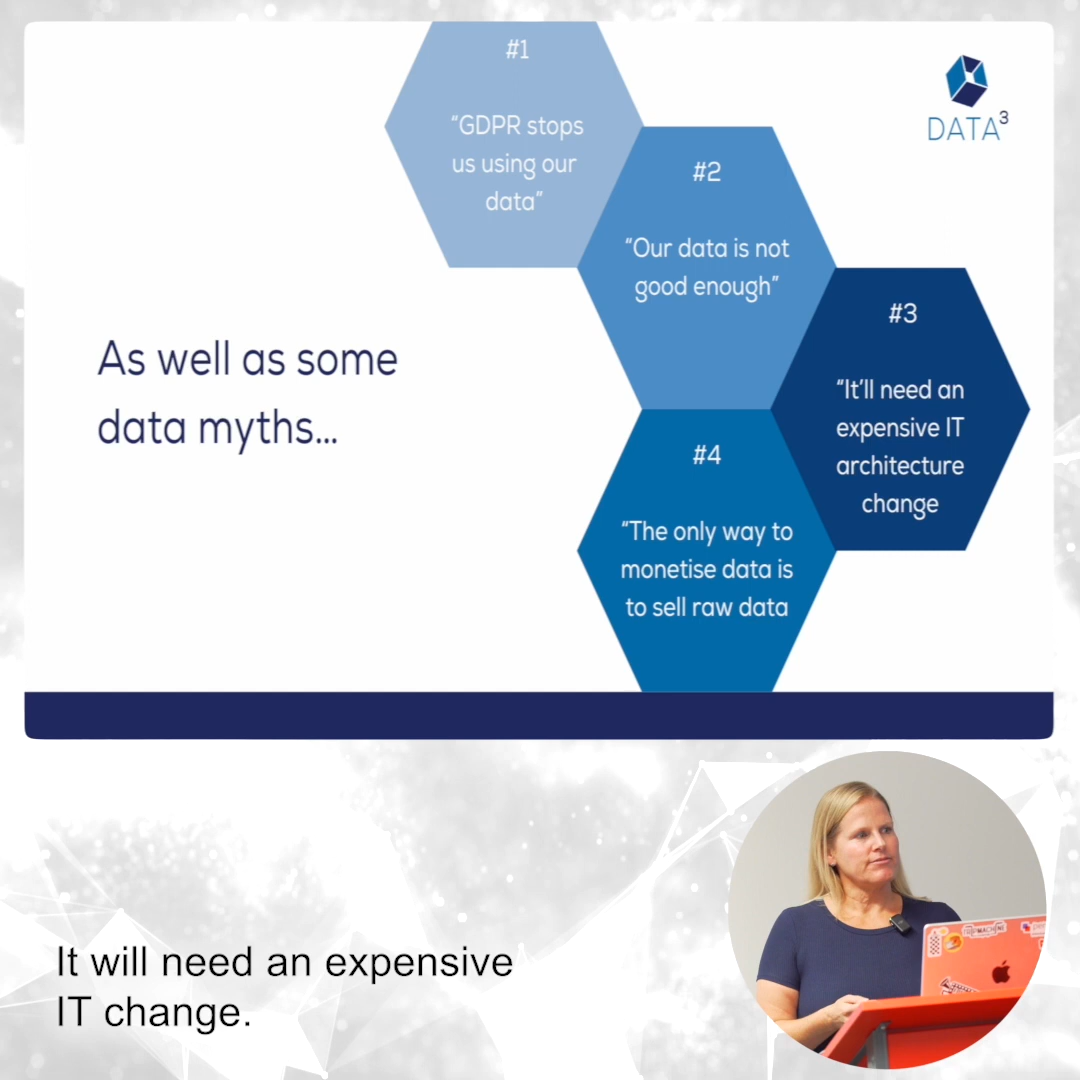 #1
“GDPR stops
us using our
data”
DATA³
#2
“Our data is not
good enough”
#3
“It’ll need an
expensive IT
architecture
change
As well as some
data myths...
#4
“The only way to
monetise data is
to sell raw data
It will need an expensive
IT change.